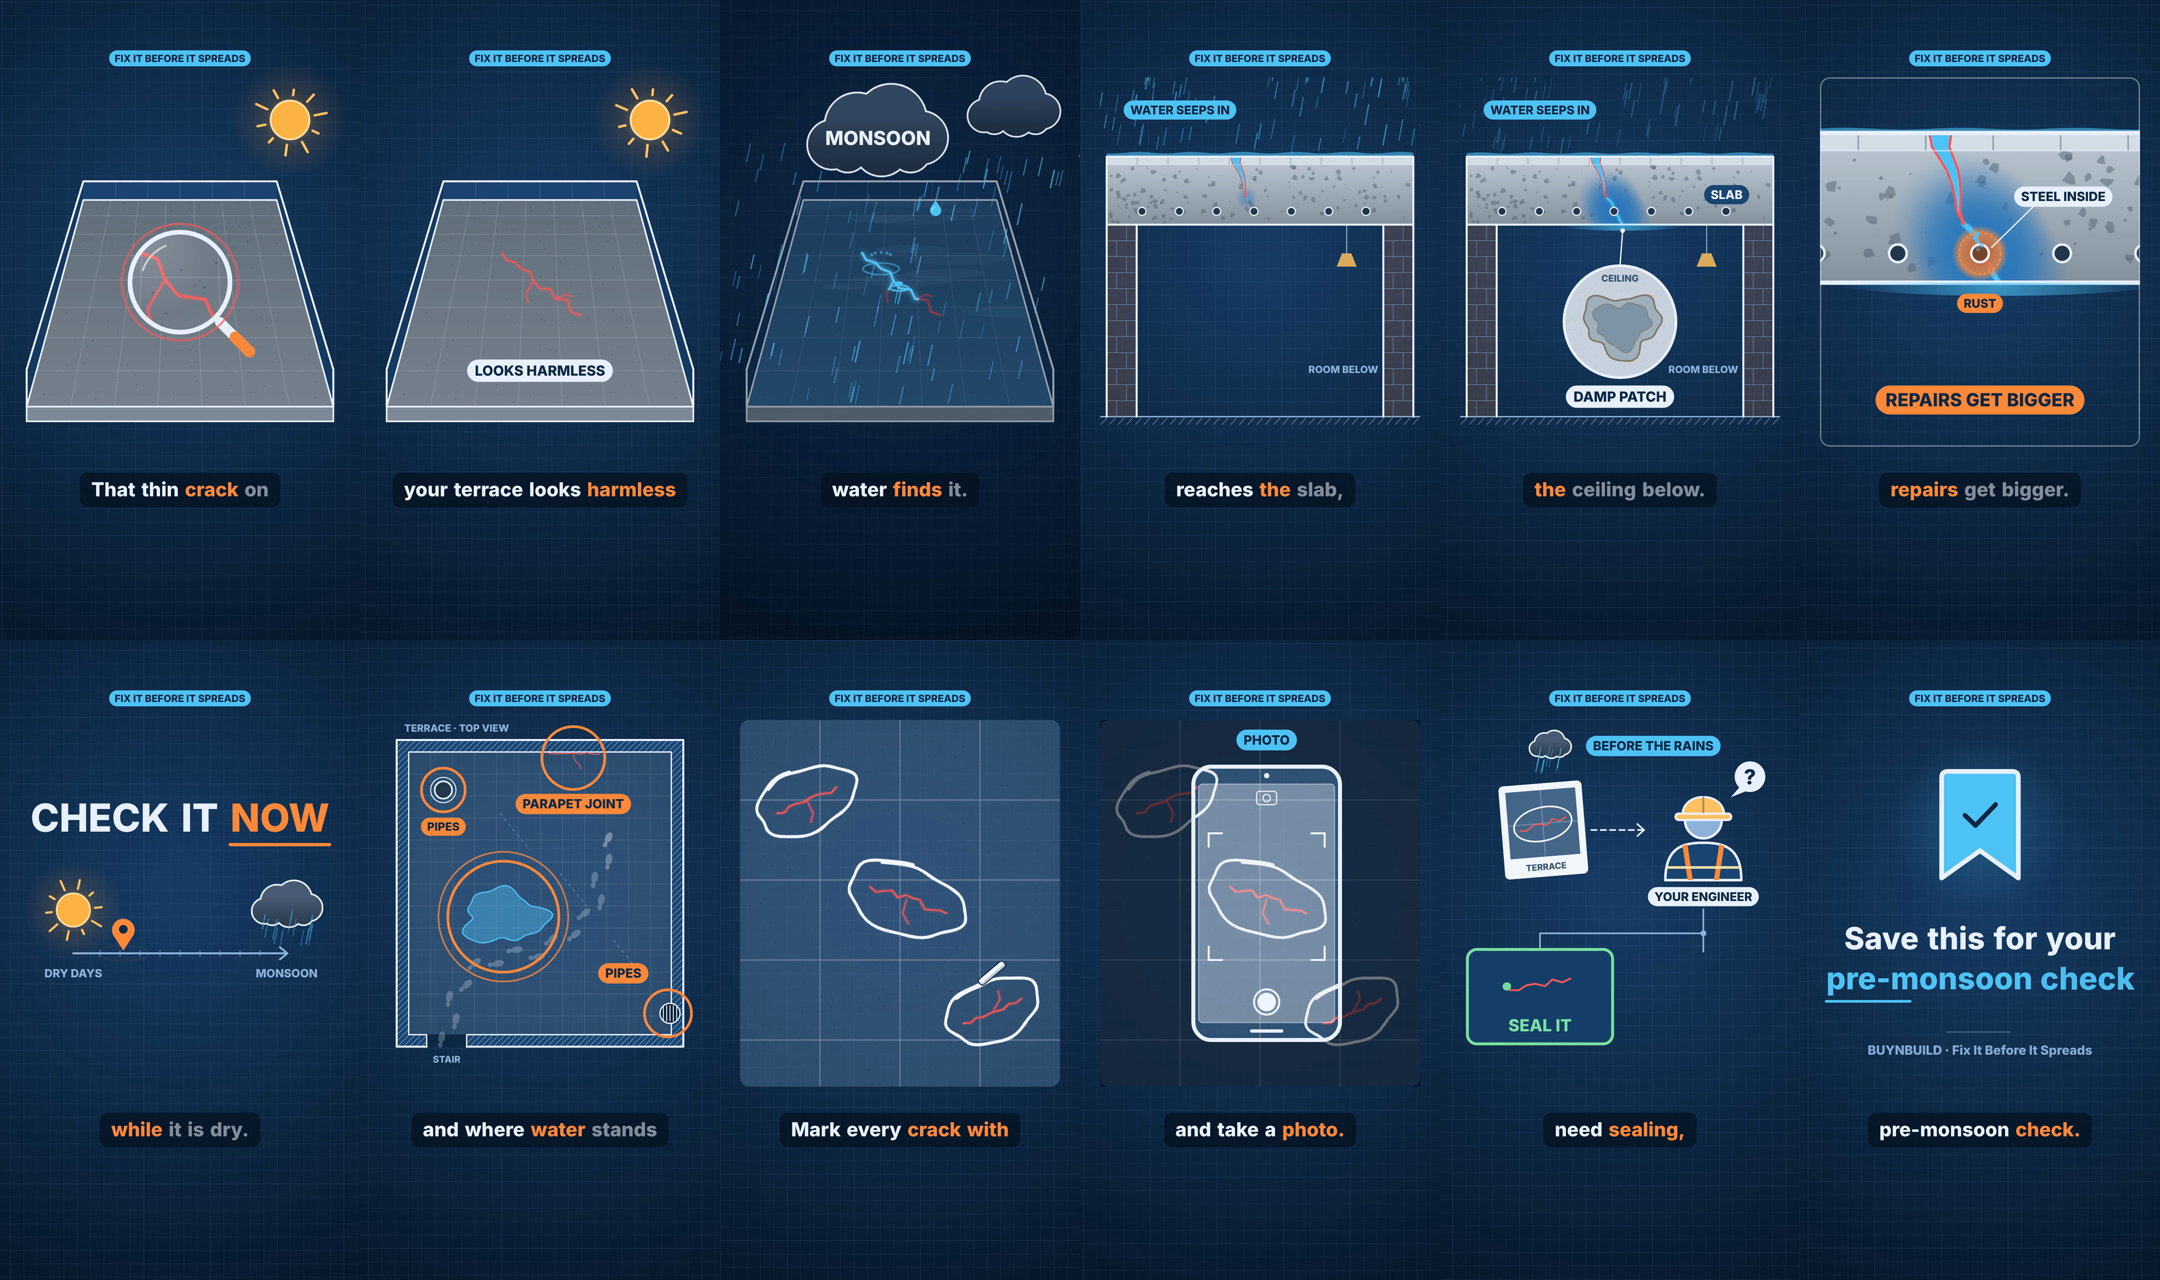 FIX IT BEFORE IT SPREADS
That thin crack on
FIX IT BEFORE IT SPREADS
LOOKS HARMLESS
your terrace looks harmless
FIX IT BEFORE IT SPREADS
MONSOON
water finds it.
FIX IT BEFORE IT SPREADS
WATER SEEPS IN
ROOM BELOW
reaches the slab,
FIX IT BEFORE IT SPREADS
WATER SEEPS IN
SLAB
CEILING
ROOM BELOW
DAMP PATCH
the ceiling below.
FIX IT BEFORE IT SPREADS
STEEL INSIDE
RUST
REPAIRS GET BIGGER
repairs get bigger.
FIX IT BEFORE IT SPREADS
CHECK IT NOW
DRY DAYS
MONSOON
while it is dry.
FIX IT BEFORE IT SPREADS
TERRACE · TOP VIEW
PARAPET JOINT
PIPES
PIPES
STAIR
and where water stands
FIX IT BEFORE IT SPREADS
Mark every crack with
FIX IT BEFORE IT SPREADS
PHOTO
and take a photo.
FIX IT BEFORE IT SPREADS
BEFORE THE RAINS
?
TERRACE
YOUR ENGINEER
SEAL IT
need sealing,
FIX IT BEFORE IT SPREADS
Save this for your
pre-monsoon check
BUYNBUILD · Fix It Before It Spreads
pre-monsoon check.